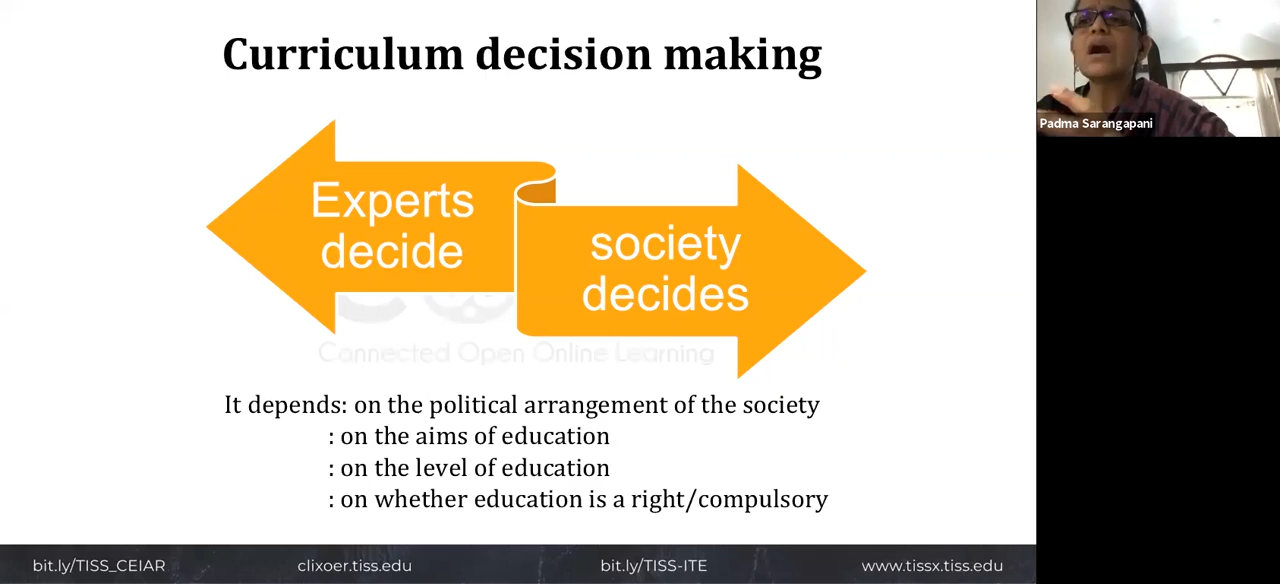 Curriculum decision making
Experts
decide
society
decides
Connected Open Online Learning
It depends: on the political arrangement of the society
: on the aims of education
: on the level of education
: on whether education is a right/compulsory
bit.ly/TISS_CEIAR
clixoer.tiss.edu
bit.ly/TISS-ITE
www.tissx.tiss.edu
Padma Sarangapani